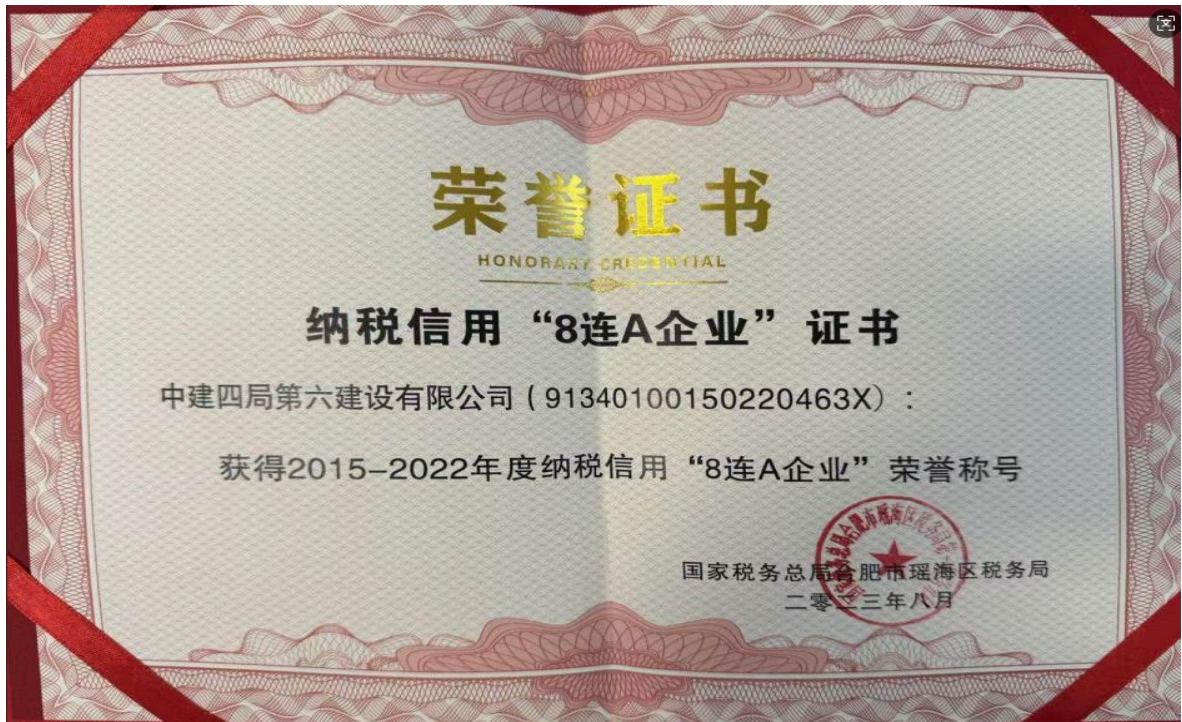 荣誉证书
HONORARY CREDENTIAL
纳税信用“8连A企业”证书
中建四局第六建设有限公司（91340100150220463X）：
获得2015-2022年度纳税信用“8连A企业”荣誉称号
国家税务总局合肥市瑶海区税务局
二零二三年八月